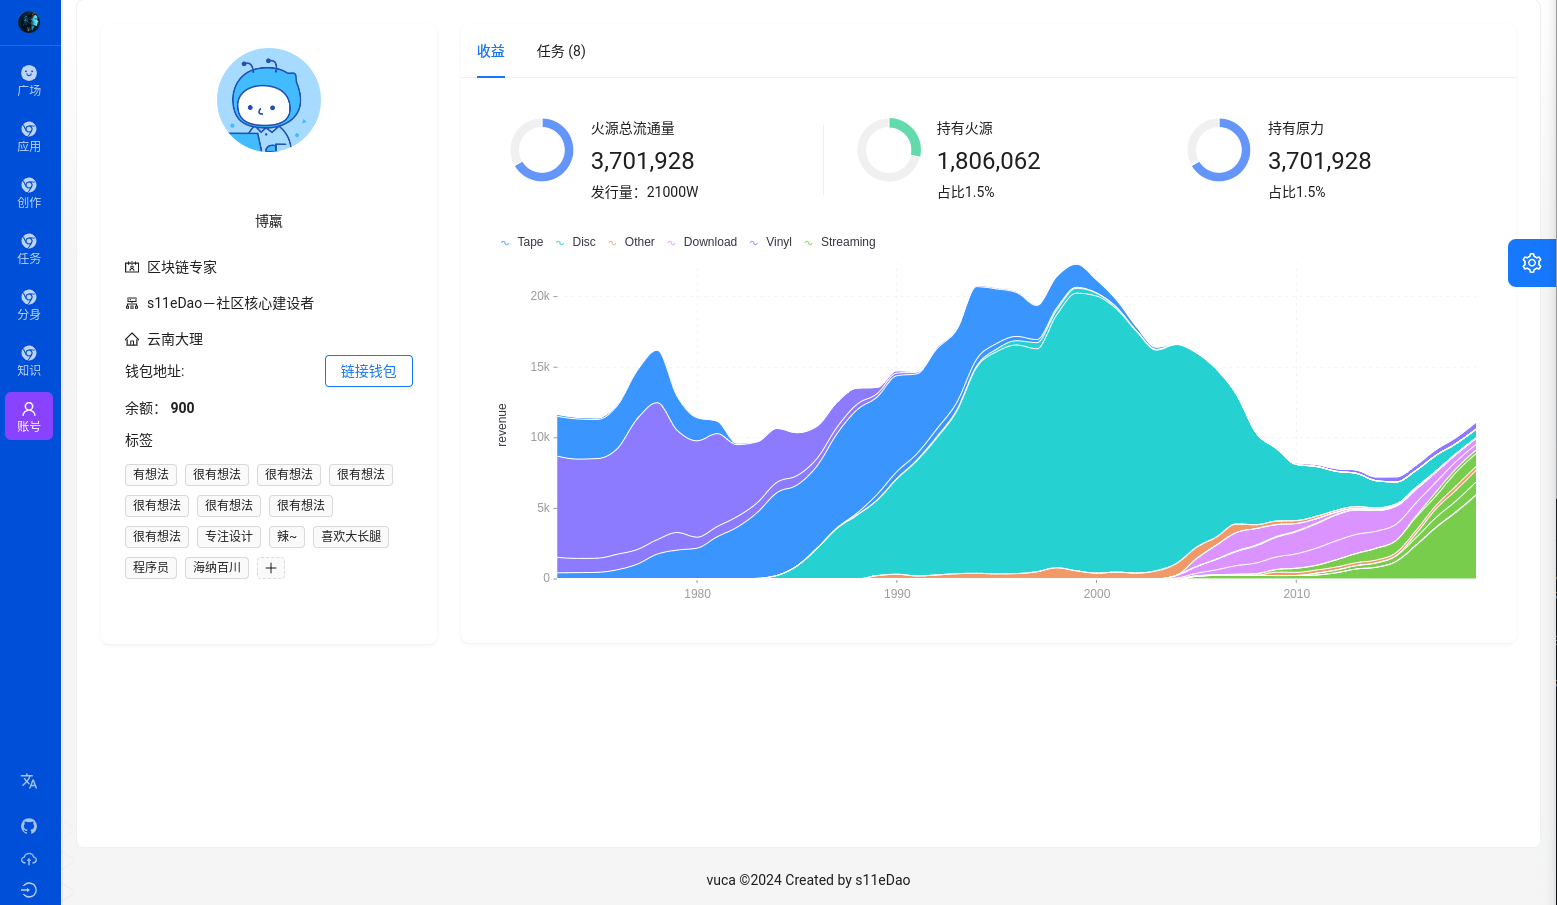 广场
应用
创作
任务
分身
知识
账号
博羸
区块链专家
s11eDao－社区核心建设者
云南大理
钱包地址:
链接钱包
余额： 900
标签
有想法 很有想法 很有想法 很有想法
很有想法 很有想法 很有想法
很有想法 专注设计 辣~ 喜欢大长腿
程序员 海纳百川
收益 任务 (8)
火源总流通量
3,701,928
发行量：21000W
持有火源
1,806,062
占比1.5%
持有原力
3,701,928
占比1.5%
Tape Disc Other Download Vinyl Streaming
revenue
20k
15k
10k
5k
0
1980 1990 2000 2010
vuca ©2024 Created by s11eDao